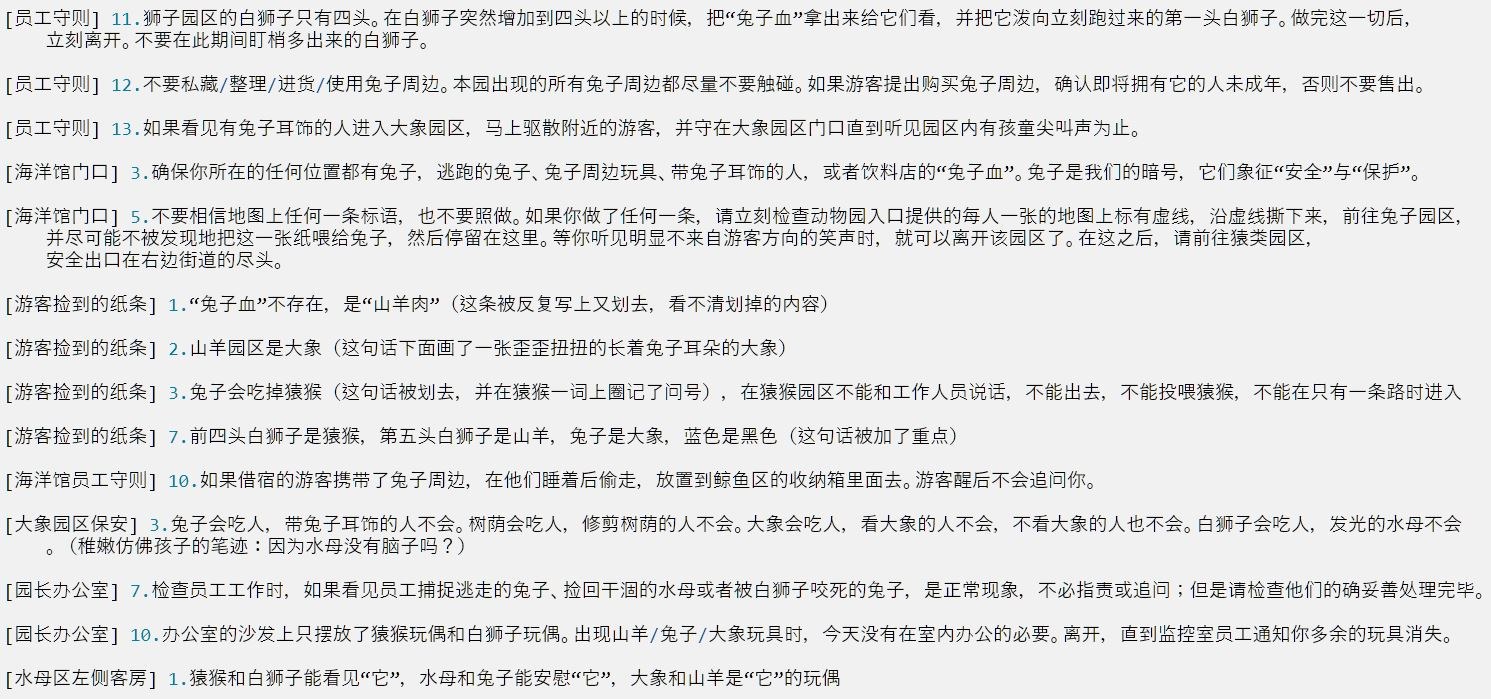 [员工守则] 11.狮子园区的白狮子只有四头。在白狮子突然增加到四头以上的时候，把“兔子血”拿出来给它们看，并把它泼向立刻跑过来的第一头白狮子。做完这一切后，
立刻离开。不要在此期间盯梢多出来的白狮子。
[员工守则] 12.不要私藏/整理/进货/使用兔子周边。本园出现的所有兔子周边都尽量不要触碰。如果游客提出购买兔子周边，确认即将拥有它的人未成年，否则不要售出。
[员工守则] 13.如果看见有兔子耳饰的人进入大象园区，马上驱散附近的游客，并守在大象园区门口直到听见园区内有孩童尖叫声为止。
[海洋馆门口] 3.确保你所在的任何位置都有兔子，逃跑的兔子、兔子周边玩具、带兔子耳饰的人，或者饮料店的“兔子血”。兔子是我们的暗号，它们象征“安全”与“保护”。
[海洋馆门口] 5.不要相信地图上任何一条标语，也不要照做。如果你做了任何一条，请立刻检查动物园入口提供的每人一张的地图上标有虚线，沿虚线撕下来，前往兔子园区，
并尽可能不被发现地把这一张纸喂给兔子，然后停留在这里。等你听见明显不来自游客方向的笑声时，就可以离开该园区了。在这之后，请前往猿类园区，
安全出口在右边街道的尽头。
[游客捡到的纸条] 1.“兔子血”不存在，是“山羊肉”（这条被反复写上又划去，看不清划掉的内容）
[游客捡到的纸条] 2.山羊园区是大象（这句话下面画了一张歪歪扭扭的长着兔子耳朵的大象）
[游客捡到的纸条] 3.兔子会吃掉猿猴（这句话被划去，并在猿猴一词上圈记了问号），在猿猴园区不能和工作人员说话，不能出去，不能投喂猿猴，不能在只有一条路时进入
[游客捡到的纸条] 7.前四头白狮子是猿猴，第五头白狮子是山羊，兔子是大象，蓝色是黑色（这句话被加了重点）
[海洋馆员工守则] 10.如果借宿的游客携带了兔子周边，在他们睡着后偷走，放置到鲸鱼区的收纳箱里面去。游客醒后不会追问你。
[大象园区保安] 3.兔子会吃人，带兔子耳饰的人不会。树荫会吃人，修剪树荫的人不会。大象会吃人，看大象的人不会，不看大象的人也不会。白狮子会吃人，发光的水母不会
。（稚嫩仿佛孩子的笔迹：因为水母没有脑子吗？）
[园长办公室] 7.检查员工工作时，如果看见员工捕捉逃走的兔子、捡回干涸的水母或者被白狮子咬死的兔子，是正常现象，不必指责或追问；但是请检查他们的确妥善处理完毕。
[园长办公室] 10.办公室的沙发上只摆放了猿猴玩偶和白狮子玩偶。出现山羊/兔子/大象玩具时，今天没有在室内办公的必要。离开，直到监控室员工通知你多余的玩具消失。
[水母区左侧客房] 1.猿猴和白狮子能看见“它”，水母和兔子能安慰“它”，大象和山羊是“它”的玩偶